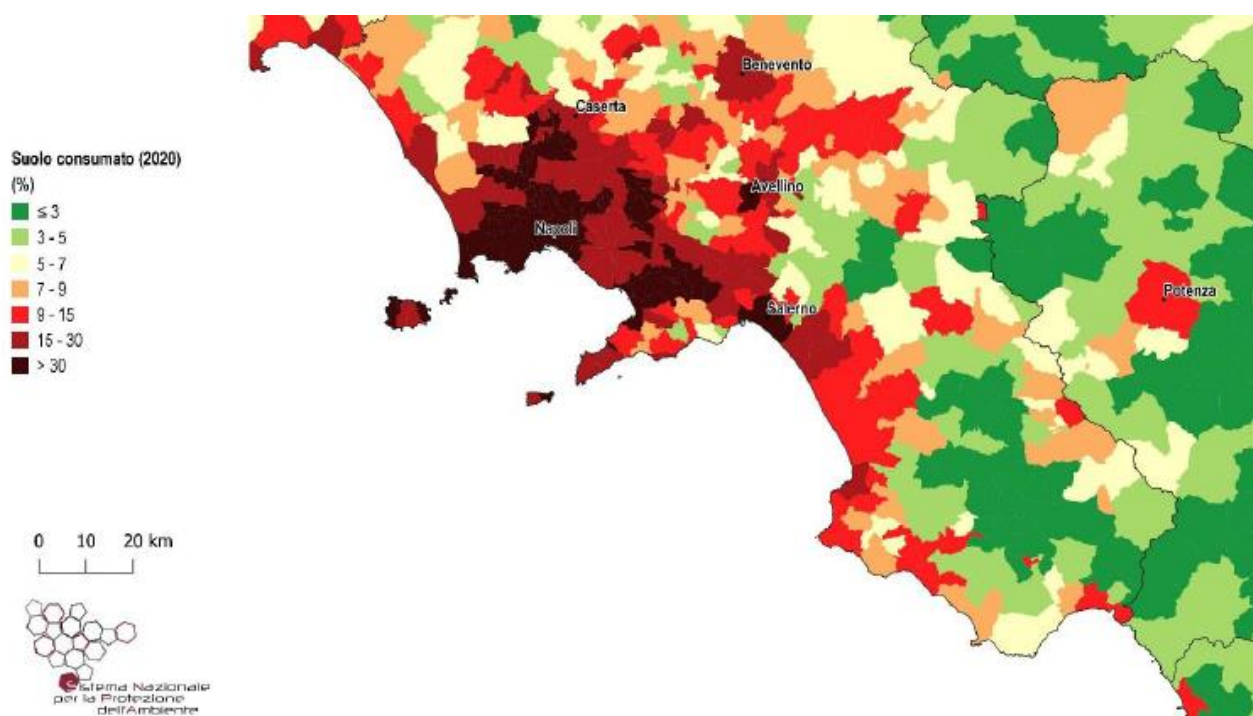 Benevento
Caserta
Suolo consumato (2020)
(%)
≤ 3
3 - 5
5 - 7
7 - 9
9 - 15
15 - 30
> 30
Avellino
Napoli
Potenza
Salerno
0 10 20 km
Sistema Nazionale
per la Protezione
dell'Ambiente